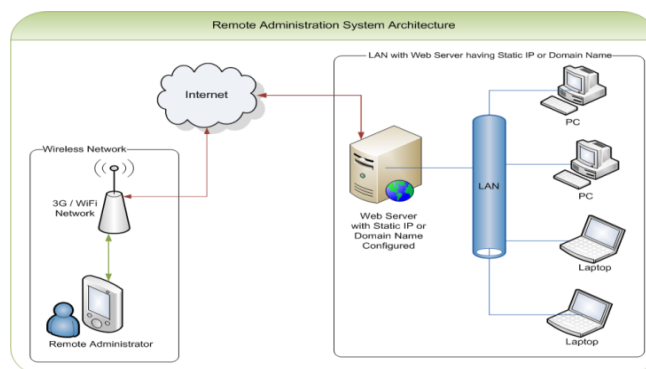 Remote Administration System Architecture
LAN with Web Server having Static IP or Domain Name
Internet
PC
Wireless Network
3G / WiFi
Network
LAN
PC
Web Server
with Static IP or
Domain Name
Configured
Laptop
Remote Administrator
Laptop